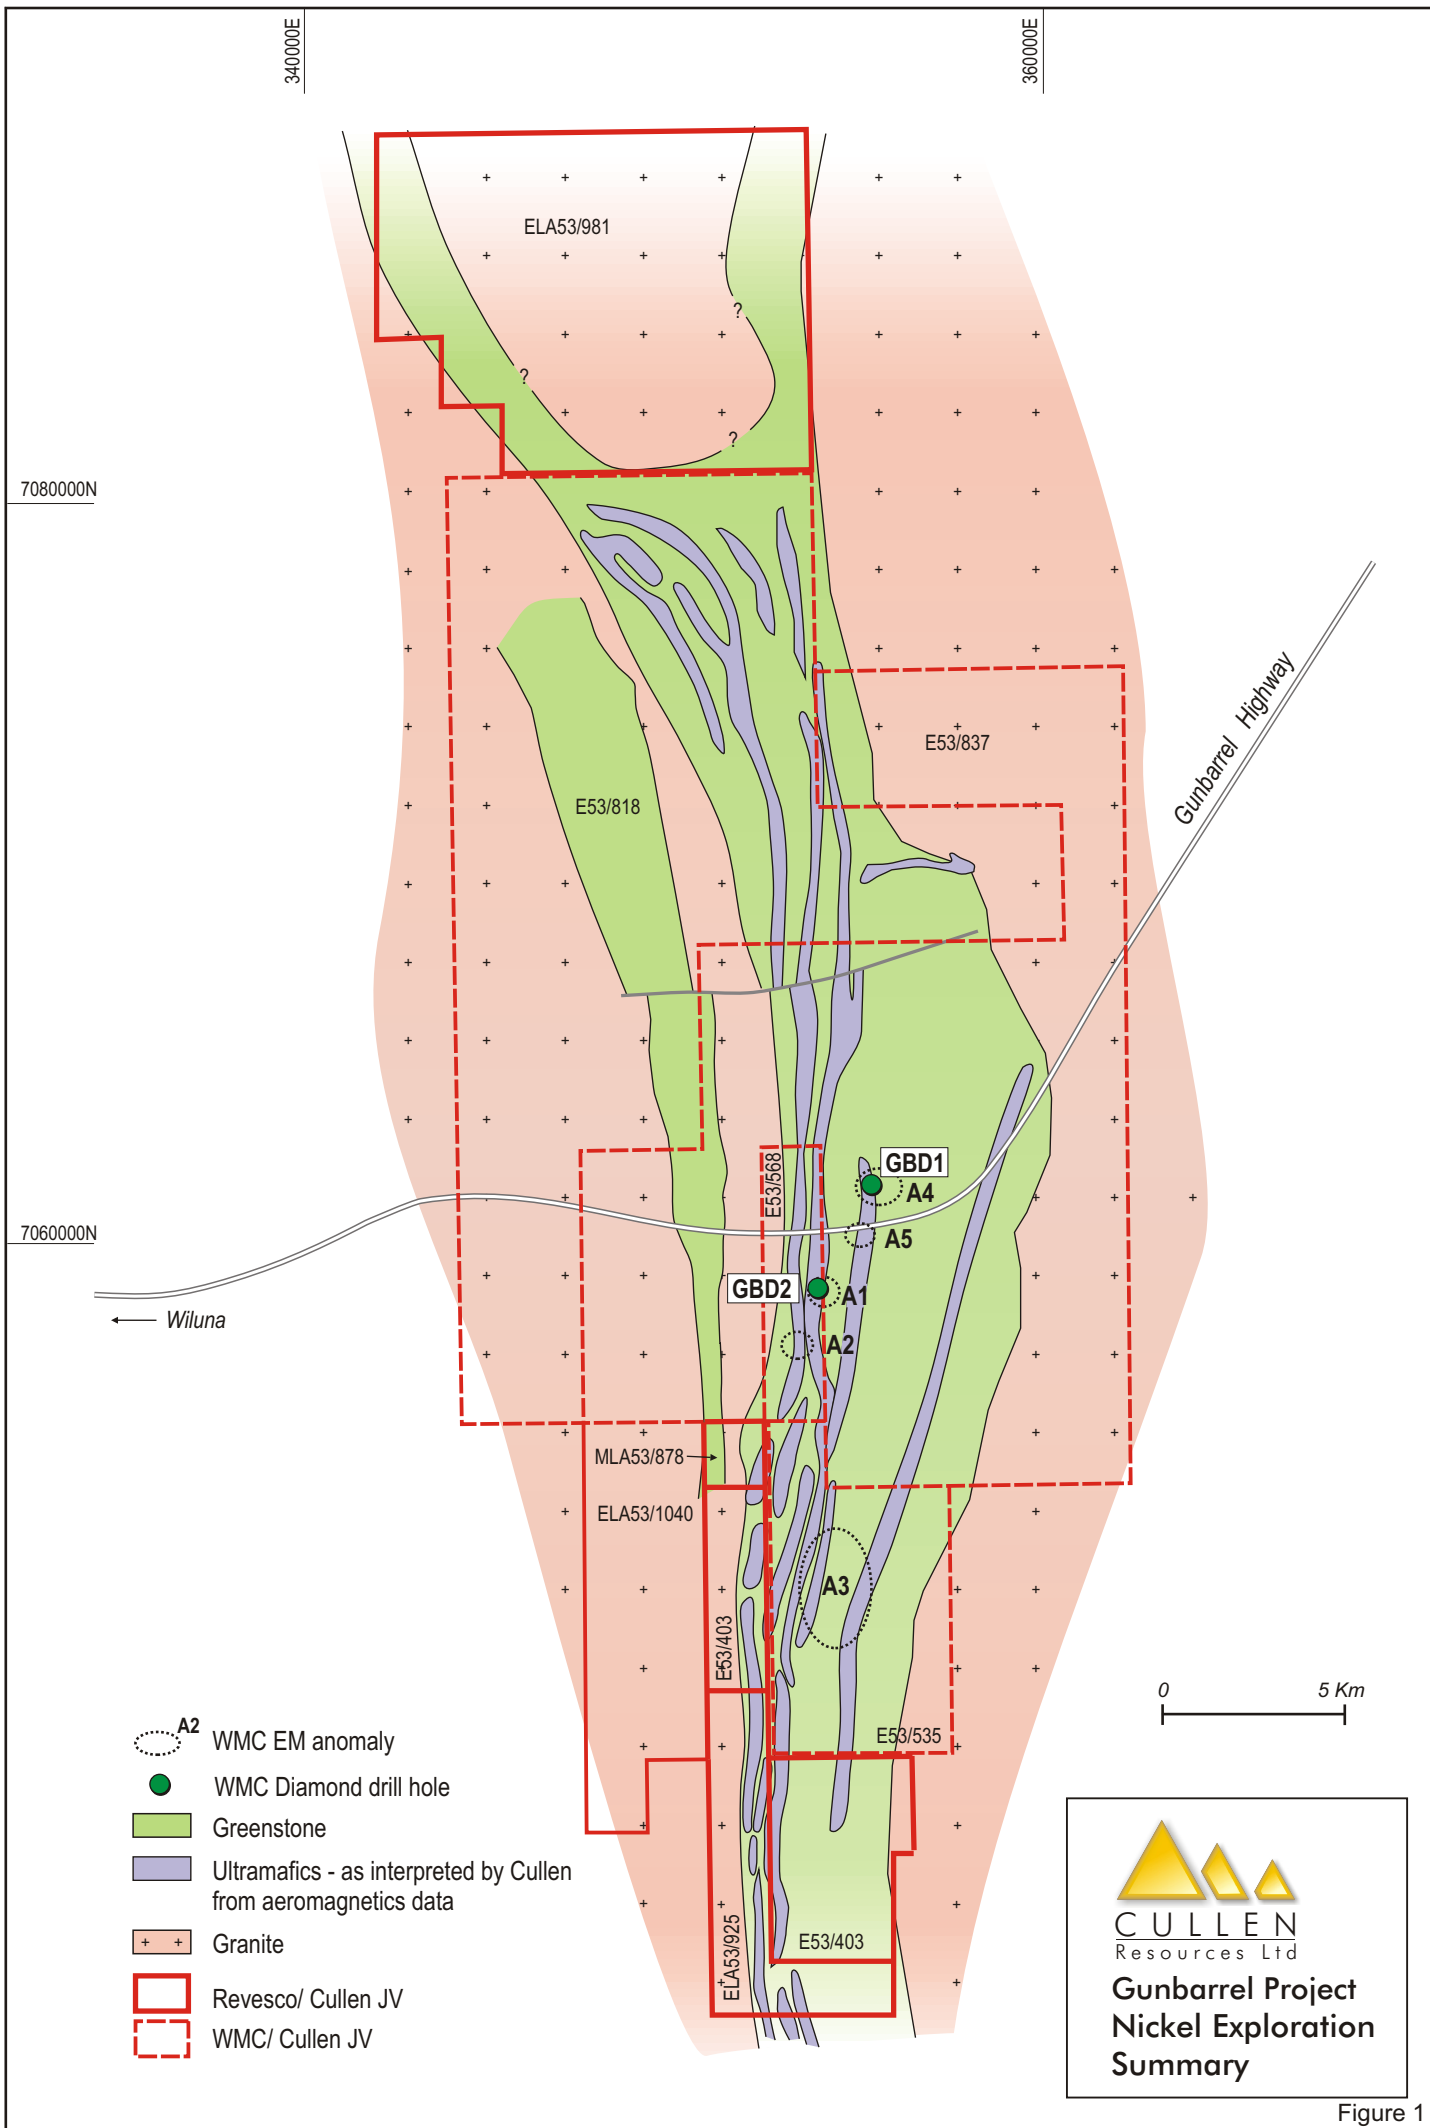 340000E
360000E
ELA53/981
?
?
?
7080000N
Gunbarrel Highway
E53/837
E53/818
E53/568
GBD1
A4
7060000N
A5
GBD2
A1
Wiluna
A2
MLA53/878
ELA53/1040
A3
E53/403
0 5 Km
E53/535
A2 WMC EM anomaly
WMC Diamond drill hole
Greenstone
Ultramafics - as interpreted by Cullen
from aeromagnetics data
+ + Granite
Revesco/ Cullen JV
WMC/ Cullen JV
ELA53/925
E53/403
CULLEN
Resources Ltd
Gunbarrel Project
Nickel Exploration
Summary
Figure 1